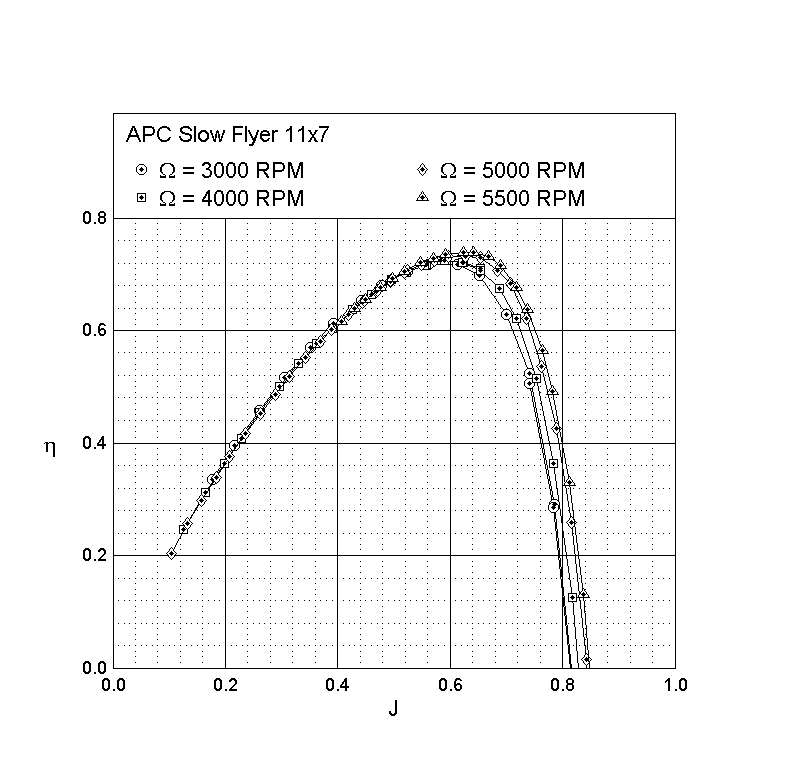 APC Slow Flyer 11x7
Ω = 3000 RPM
Ω = 5000 RPM
Ω = 4000 RPM
Ω = 5500 RPM
0.8
0.6
0.4
η
0.2
0.0
0.0 0.2 0.4 0.6 0.8 1.0
J